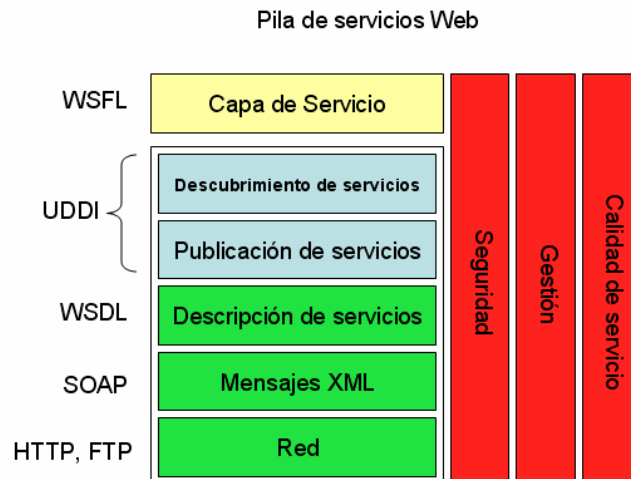 Pila de servicios Web
WSFL
Capa de Servicio
UDDI
Descubrimiento de servicios
Publicación de servicios
WSDL
Descripción de servicios
SOAP
Mensajes XML
HTTP, FTP
Red
Seguridad
Gestión
Calidad de servicio